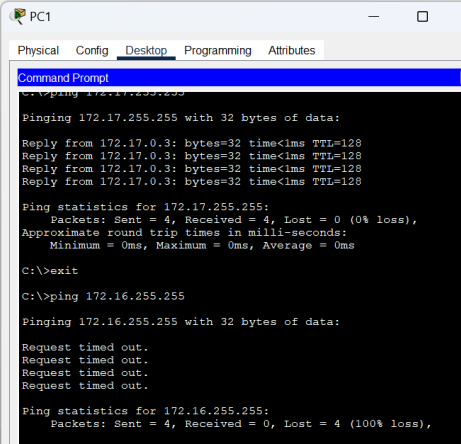 PC1
Physical Config Desktop Programming Attributes
Command Prompt
C:\>ping 172.17.255.255
Pinging 172.17.255.255 with 32 bytes of data:
Reply from 172.17.0.3: bytes=32 time<1ms TTL=128
Reply from 172.17.0.3: bytes=32 time<1ms TTL=128
Reply from 172.17.0.3: bytes=32 time<1ms TTL=128
Reply from 172.17.0.3: bytes=32 time<1ms TTL=128
Ping statistics for 172.17.255.255:
Packets: Sent = 4, Received = 4, Lost = 0 (0% loss),
Approximate round trip times in milli-seconds:
Minimum = 0ms, Maximum = 0ms, Average = 0ms
C:\>exit
C:\>ping 172.16.255.255
Pinging 172.16.255.255 with 32 bytes of data:
Request timed out.
Request timed out.
Request timed out.
Request timed out.
Ping statistics for 172.16.255.255:
Packets: Sent = 4, Received = 0, Lost = 4 (100% loss),